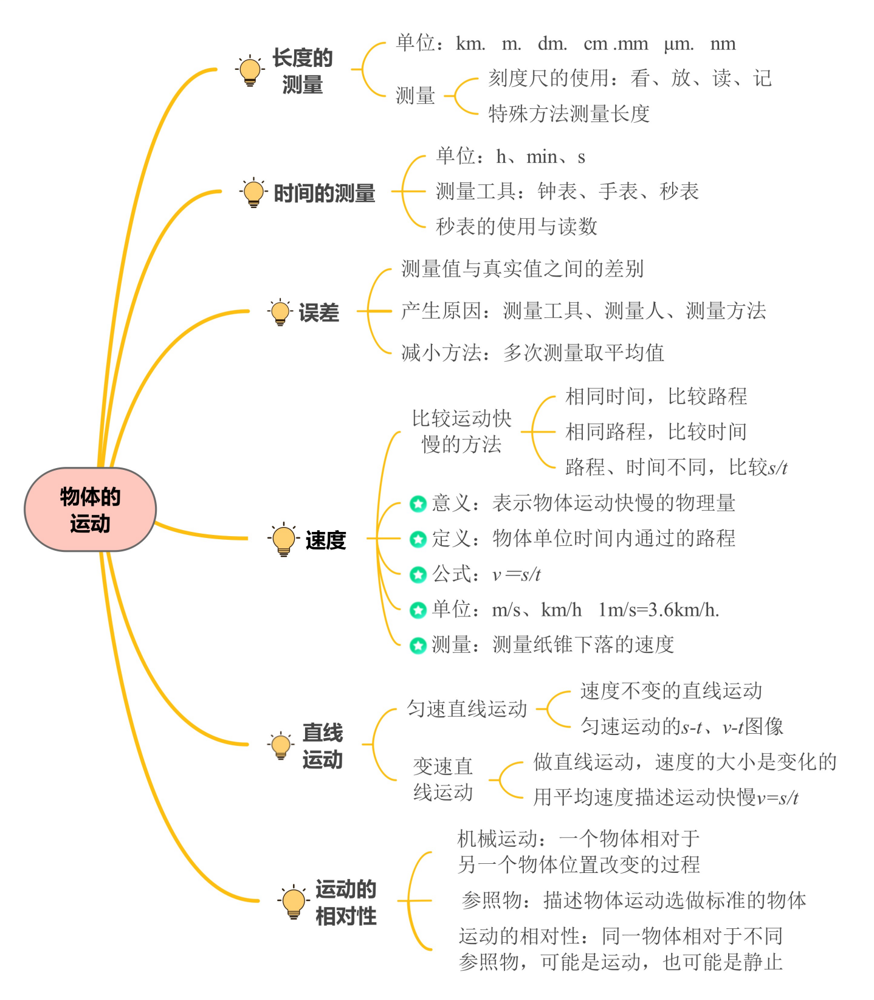 长度的
测量
单位：km. m. dm. cm .mm μm. nm
测量
刻度尺的使用：看、放、读、记
特殊方法测量长度
时间的测量
单位：h、min、s
测量工具：钟表、手表、秒表
秒表的使用与读数
误差
测量值与真实值之间的差别
产生原因：测量工具、测量人、测量方法
减小方法：多次测量取平均值
物体的
运动
速度
比较运动快
慢的方法
相同时间，比较路程
相同路程，比较时间
路程、时间不同，比较s/t
意义：表示物体运动快慢的物理量
定义：物体单位时间内通过的路程
公式：v＝s/t
单位：m/s、km/h 1m/s=3.6km/h.
测量：测量纸锥下落的速度
直线
运动
匀速直线运动
速度不变的直线运动
匀速运动的s-t、v-t图像
变速直
线运动
做直线运动，速度的大小是变化的
用平均速度描述运动快慢v=s/t
运动的
相对性
机械运动：一个物体相对于
另一个物体位置改变的过程
参照物：描述物体运动选做标准的物体
运动的相对性：同一物体相对于不同
参照物，可能是运动，也可能是静止